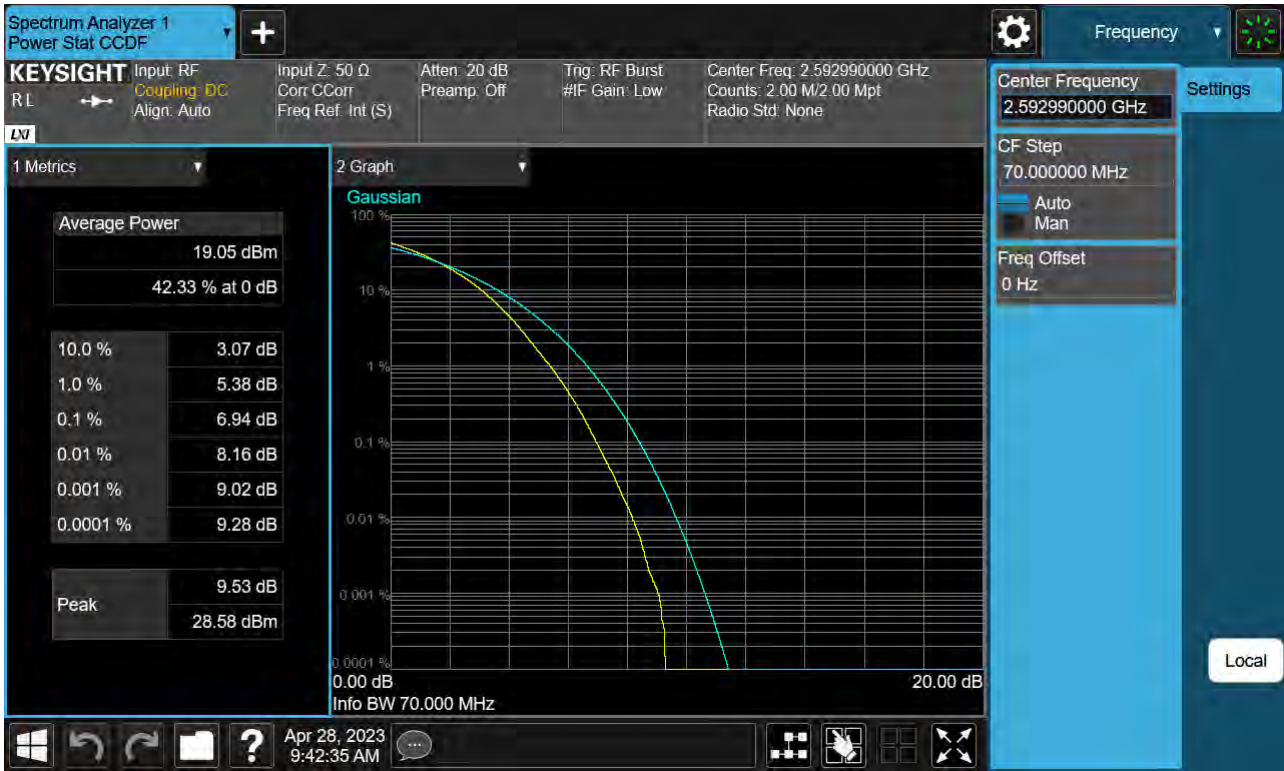 Spectrum Analyzer 1
Power Stat CCDF
Frequency
KEYSIGHT
RL
LXI
Input: RF
Coupling: DC
Align: Auto
Input Z: 50 Ω
Corr CCorr
Freq Ref: Int (S)
Atten: 20 dB
Preamp: Off
Trig: RF Burst
#IF Gain: Low
Center Freq: 2.592990000 GHz
Counts: 2.00 M/2.00 Mpt
Radio Std: None
Center Frequency
2.592990000 GHz
Settings
CF Step
70.000000 MHz
Auto
Man
Freq Offset
0 Hz
1 Metrics
Average Power
19.05 dBm
42.33 % at 0 dB
10.0 % 3.07 dB
1.0 % 5.38 dB
0.1 % 6.94 dB
0.01 % 8.16 dB
0.001 % 9.02 dB
0.0001 % 9.28 dB
Peak
9.53 dB
28.58 dBm
2 Graph
Gaussian
100 %
10 %
1 %
0.1 %
0.01 %
0.001 %
0.0001 %
0.00 dB 20.00 dB
Info BW 70.000 MHz
Local
?
Apr 28, 2023
9:42:35 AM